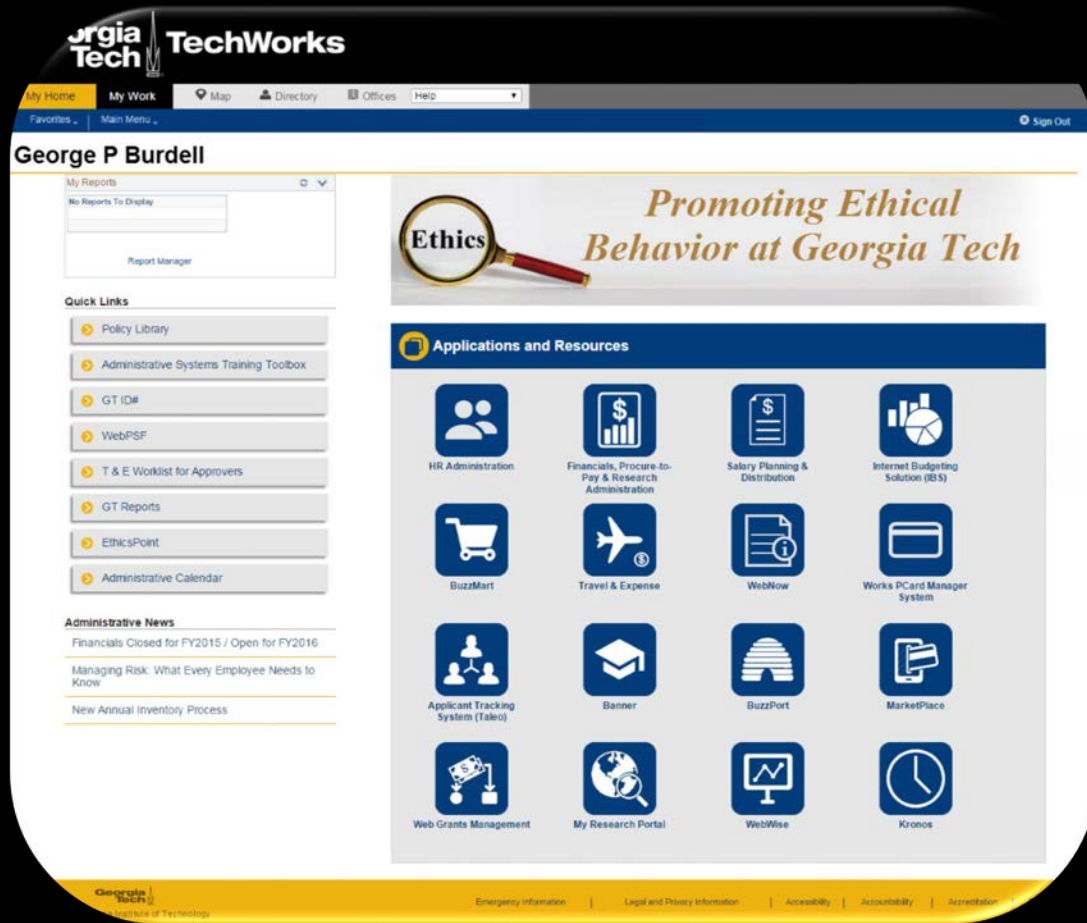 orgia
Tech
TechWorks
My Home
My Work
Map
Directory
Offices
Help
Favorites
Main Menu
Sign Out
George P Burdell
My Reports
No Reports To Display
Report Manager
Quick Links
Policy Library
Administrative Systems Training Toolbox
GT ID#
WebPSF
T & E Worklist for Approvers
GT Reports
EthicsPoint
Administrative Calendar
Administrative News
Financials Closed for FY2015 / Open for FY2016
Managing Risk: What Every Employee Needs to
Know
New Annual Inventory Process
Ethics
Promoting Ethical
Behavior at Georgia Tech
Applications and Resources
HR Administration
Financials, Procure-to-
Pay & Research
Administration
Salary Planning &
Distribution
Internet Budgeting
Solution (IBS)
BuzzMart
Travel & Expense
WebNow
Works PCard Manager
System
Applicant Tracking
System (Taleo)
Banner
BuzzPort
MarketPlace
Web Grants Management
My Research Portal
WebWise
Kronos
Georgia
Tech
Institute of Technology
Emergency Information | Legal and Privacy Information | Accessibility | Accountability | Accreditation |